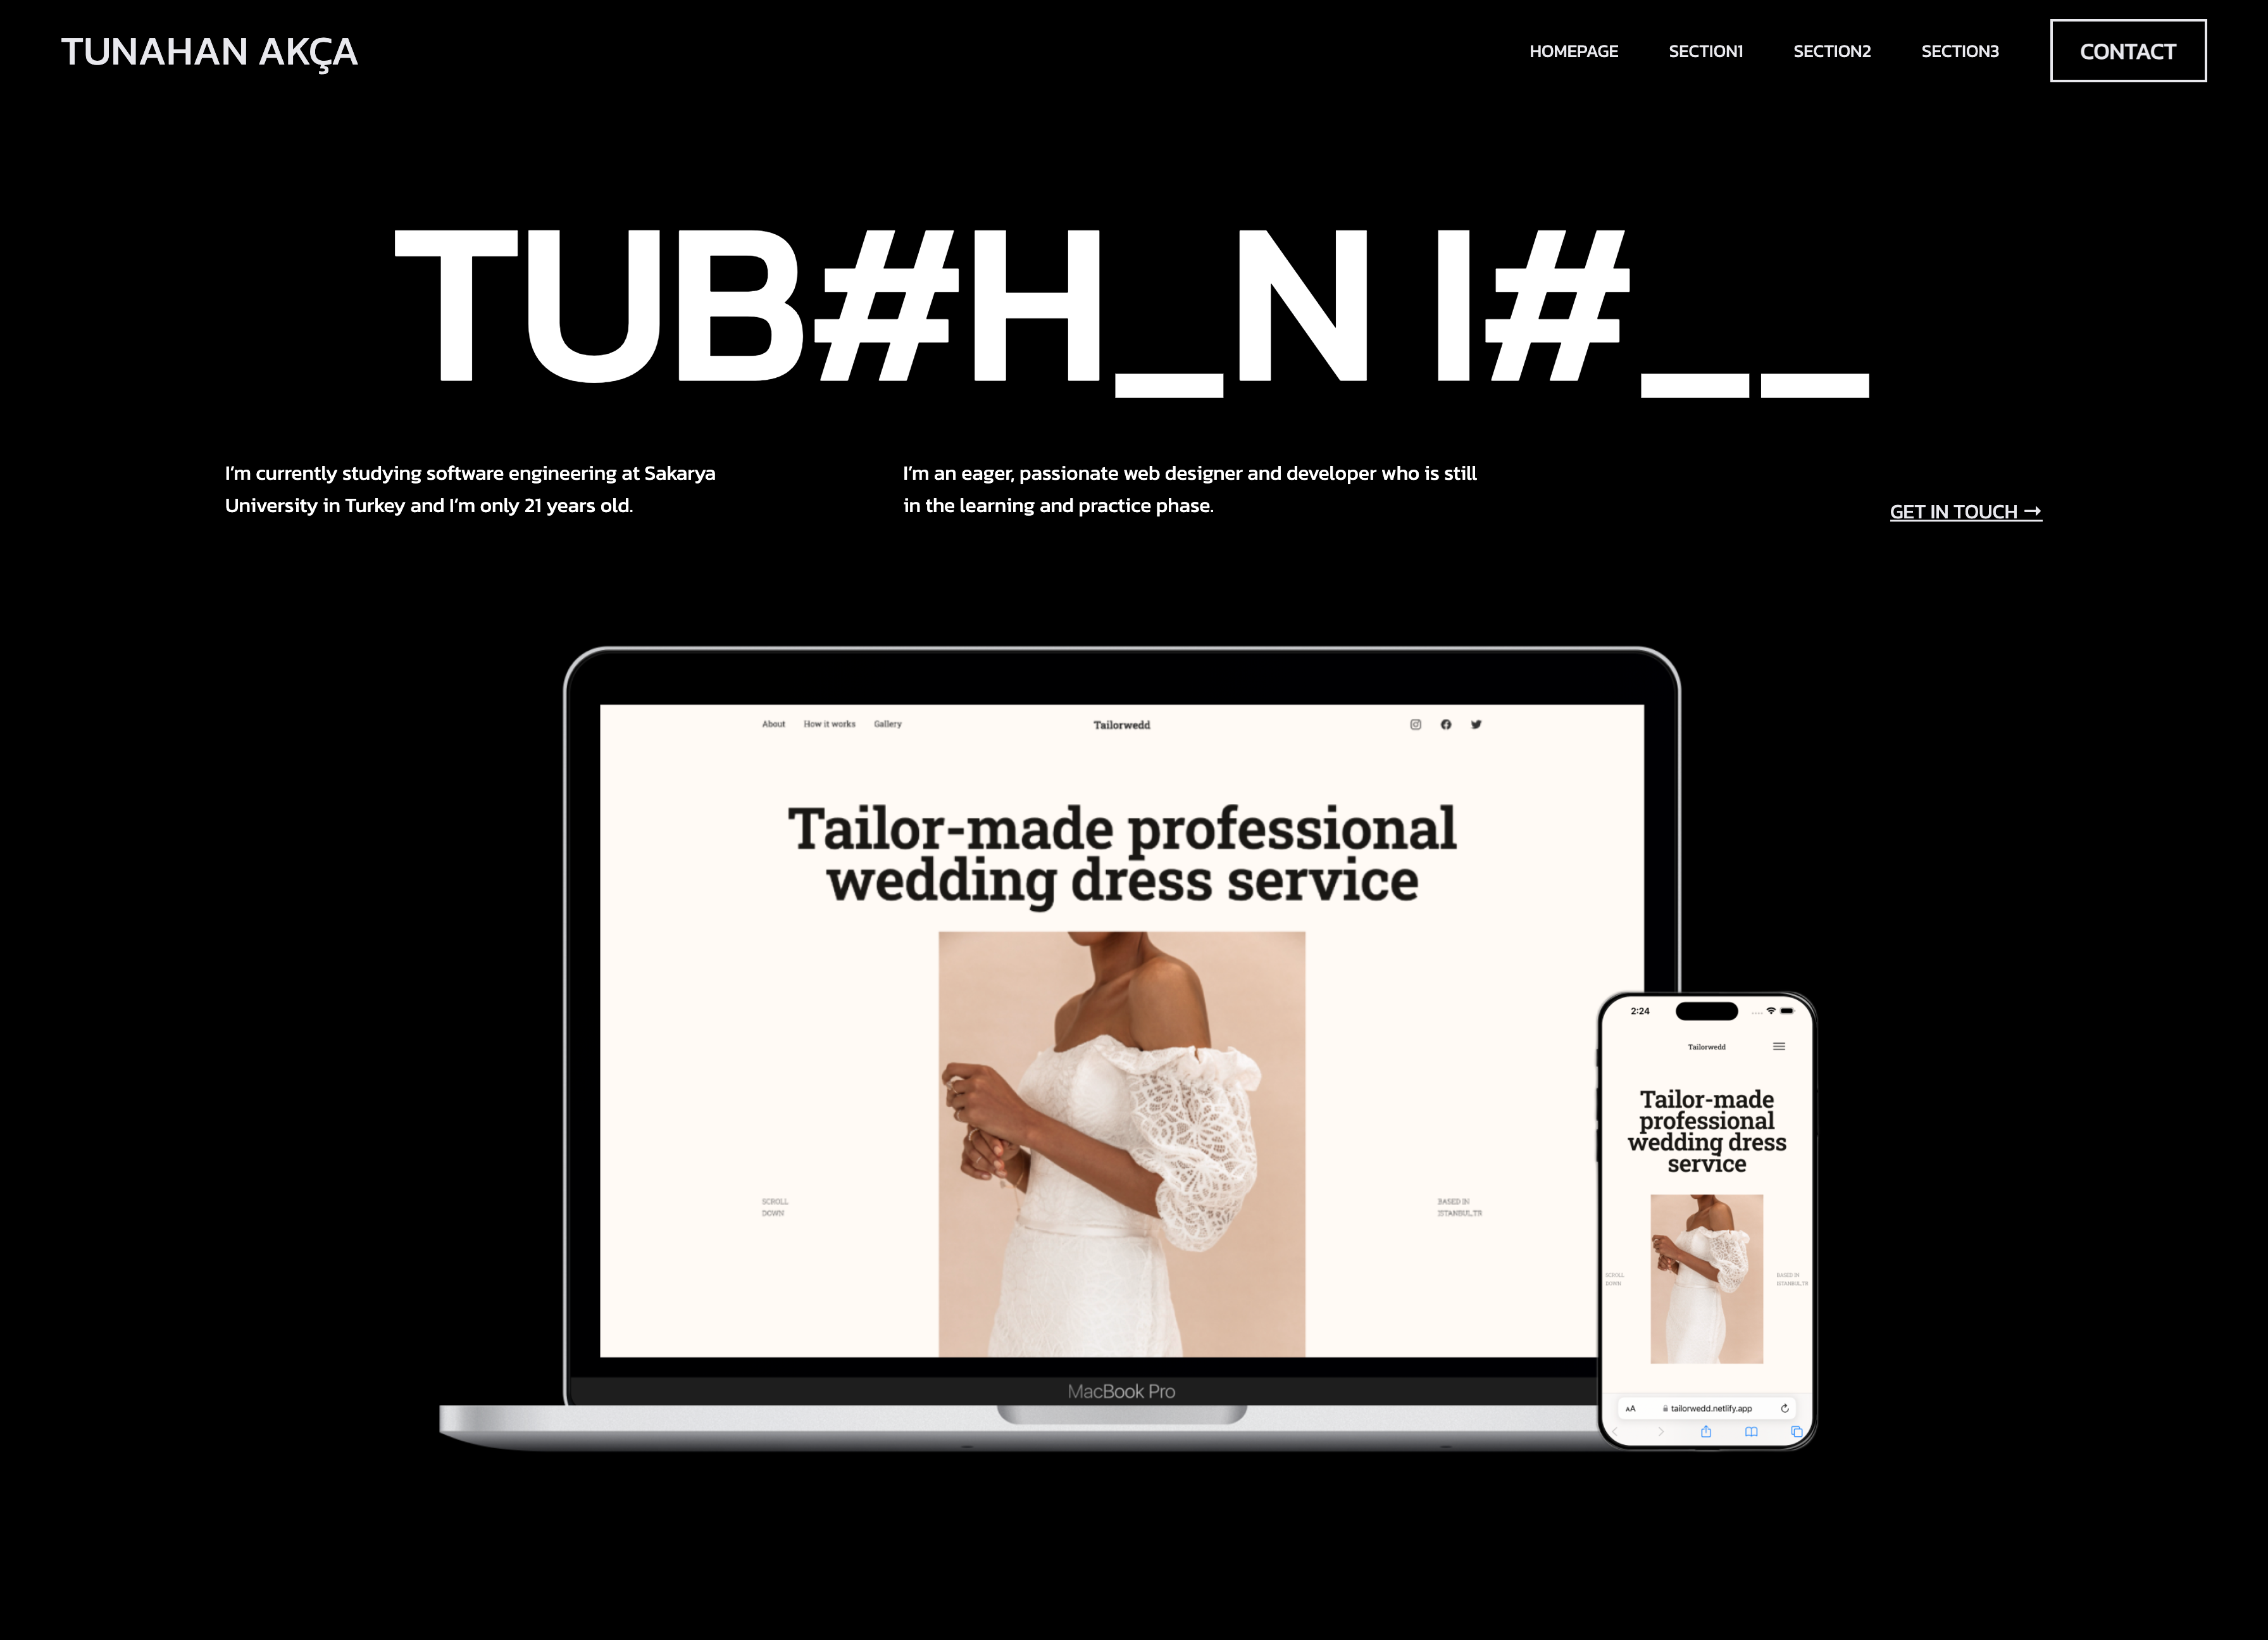 TUNAHAN AKÇA
HOMEPAGE SECTION1 SECTION2 SECTION3 CONTACT
TUB#H_N I#__
I'm currently studying software engineering at Sakarya
University in Turkey and I'm only 21 years old.
I'm an eager, passionate web designer and developer who is still
in the learning and practice phase.
GET IN TOUCH →
About How it works Gallery Tailorwedd
Tailor-made professional
wedding dress service
SCROLL
DOWN
BASED IN
ISTANBUL,TR
MacBook Pro
2:24
Tailorwedd
Tailor-made
professional
wedding dress
service
SCROLL
DOWN
BASED IN
ISTANBUL,TR
AA tailorwedd.netlify.app